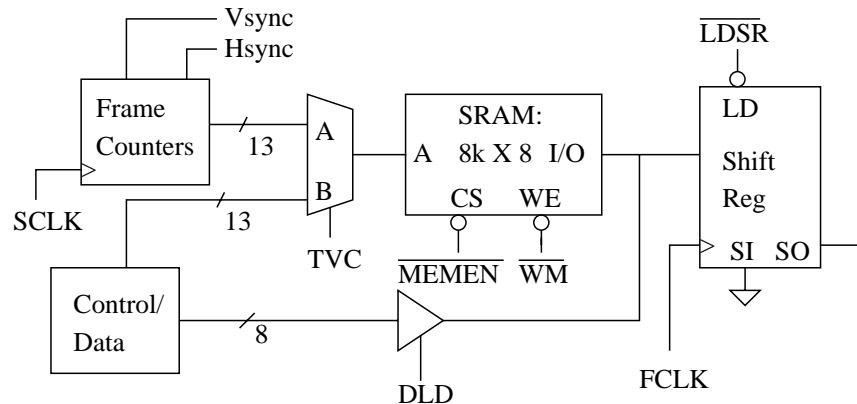 Vsync
Hsync
Frame
Counters
13
SCLK
13
A
B
TVC
SRAM:
A 8k X 8 I/O
CS WE
MEMEN WM
LDSR
LD
Shift
Reg
SI SO
FCLK
Control/
Data
8
DLD